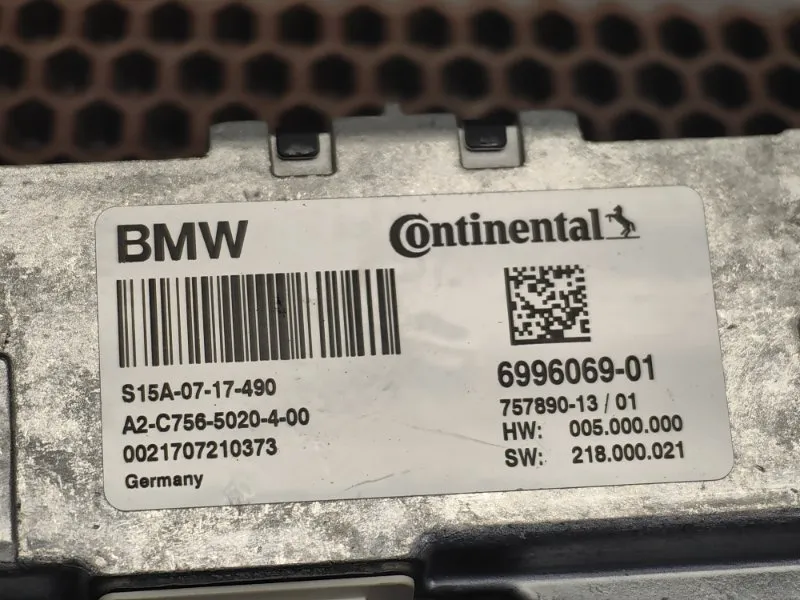 BMW
Continental
S15A-07-17-490
A2-C756-5020-4-00
0021707210373
Germany
6996069-01
757890-13 / 01
HW: 005.000.000
SW: 218.000.021